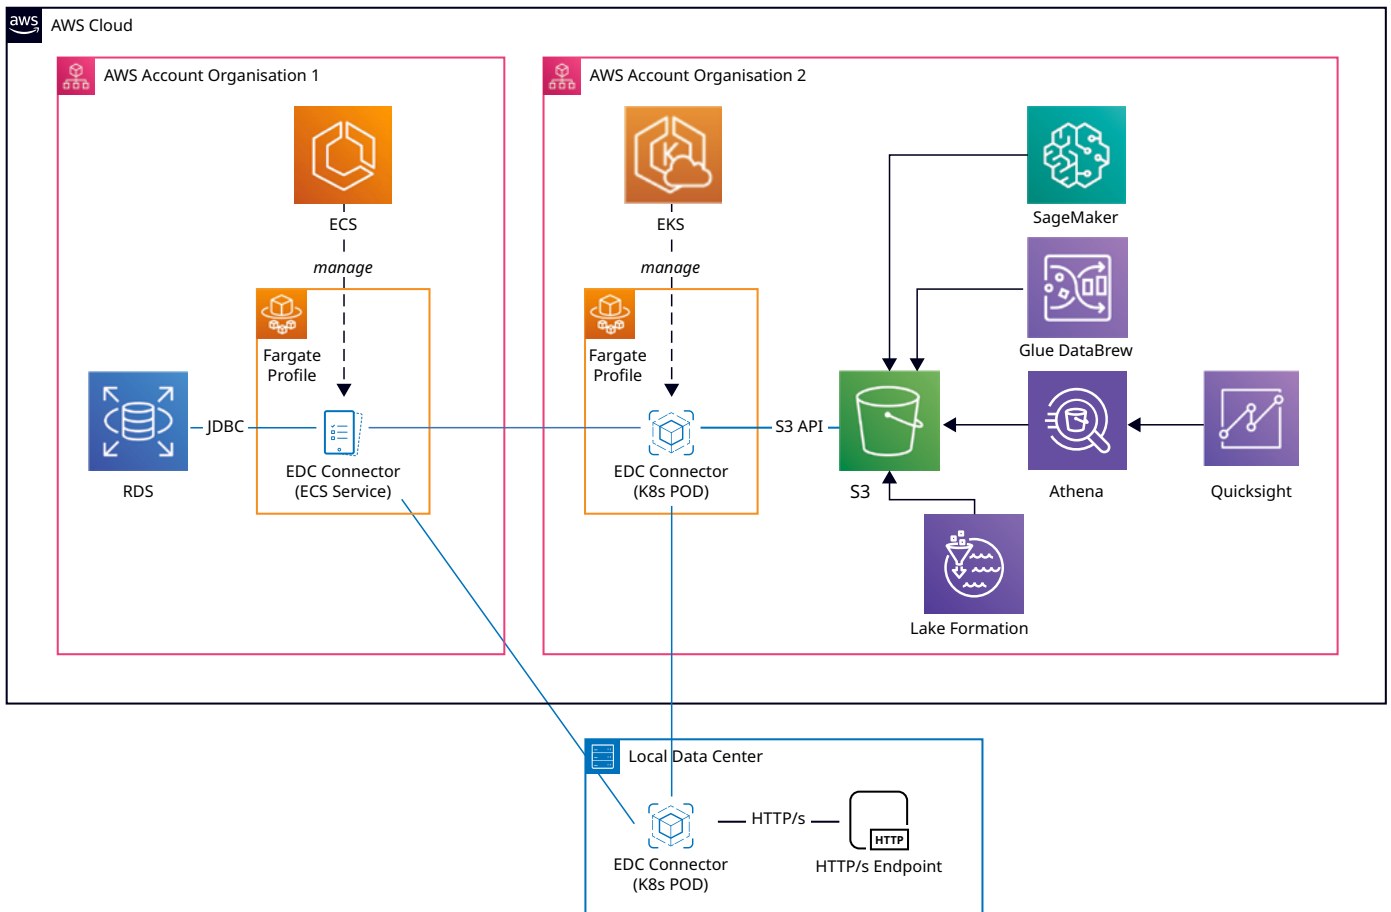 aws
AWS Cloud
AWS Account Organisation 1
AWS Account Organisation 2
ECS
manage
EKS
manage
SageMaker
Glue DataBrew
Fargate
Profile
Fargate
Profile
RDS
JDBC
EDC Connector
(ECS Service)
EDC Connector
(K8s POD)
S3 API
S3
Athena
Quicksight
Lake Formation
Local Data Center
EDC Connector
(K8s POD)
HTTP/s
HTTP
HTTP/s Endpoint